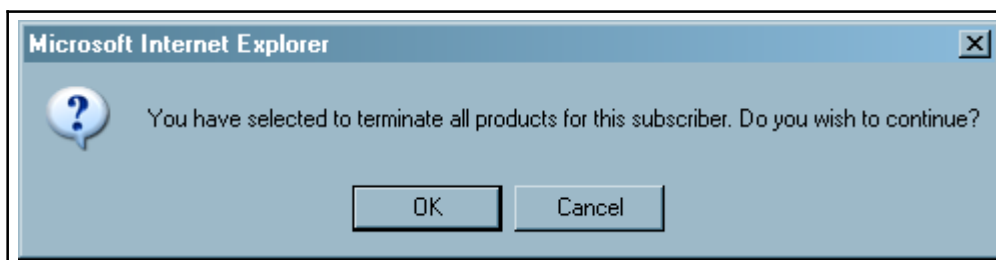 Microsoft Internet Explorer
You have selected to terminate all products for this subscriber. Do you wish to continue?
OK Cancel